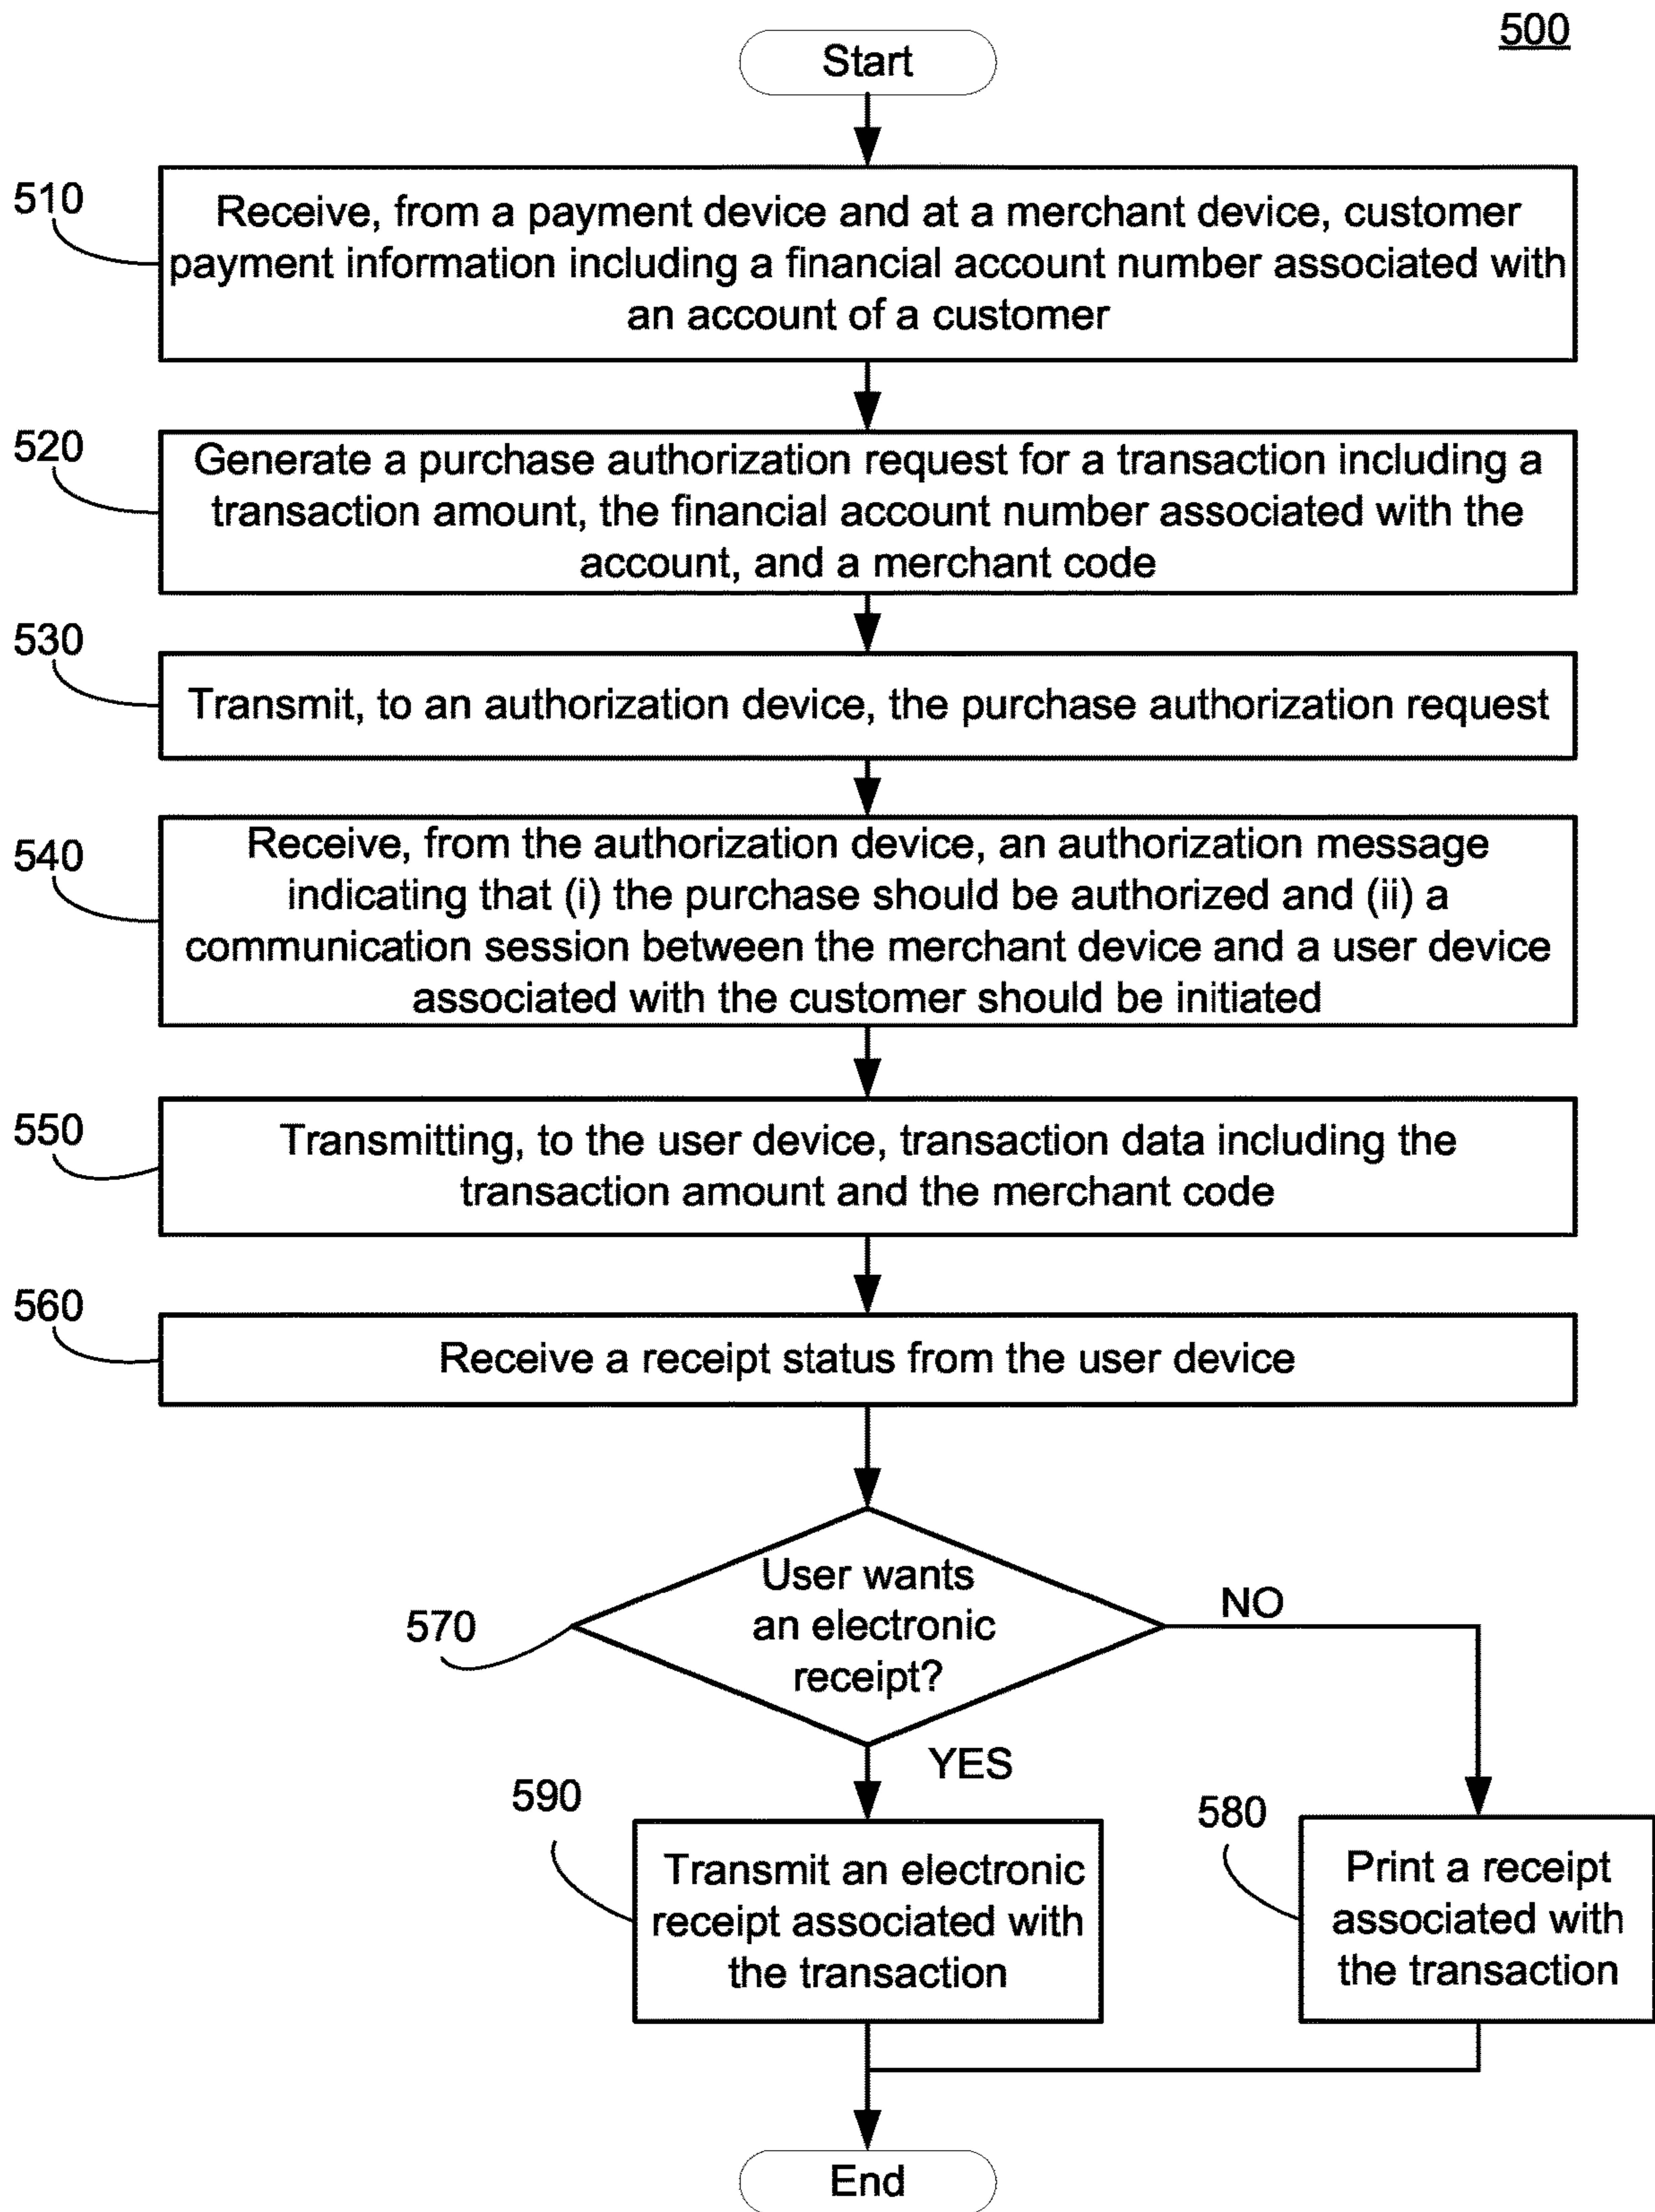 500
Start
510
Receive, from a payment device and at a merchant device, customer
payment information including a financial account number associated with
an account of a customer
520
Generate a purchase authorization request for a transaction including a
transaction amount, the financial account number associated with the
account, and a merchant code
530
Transmit, to an authorization device, the purchase authorization request
540
Receive, from the authorization device, an authorization message
indicating that (i) the purchase should be authorized and (ii) a
communication session between the merchant device and a user device
associated with the customer should be initiated
550
Transmitting, to the user device, transaction data including the
transaction amount and the merchant code
560
Receive a receipt status from the user device
570
User wants
an electronic
receipt?
NO
YES
590
Transmit an electronic
receipt associated with
the transaction
580
Print a receipt
associated with
the transaction
End